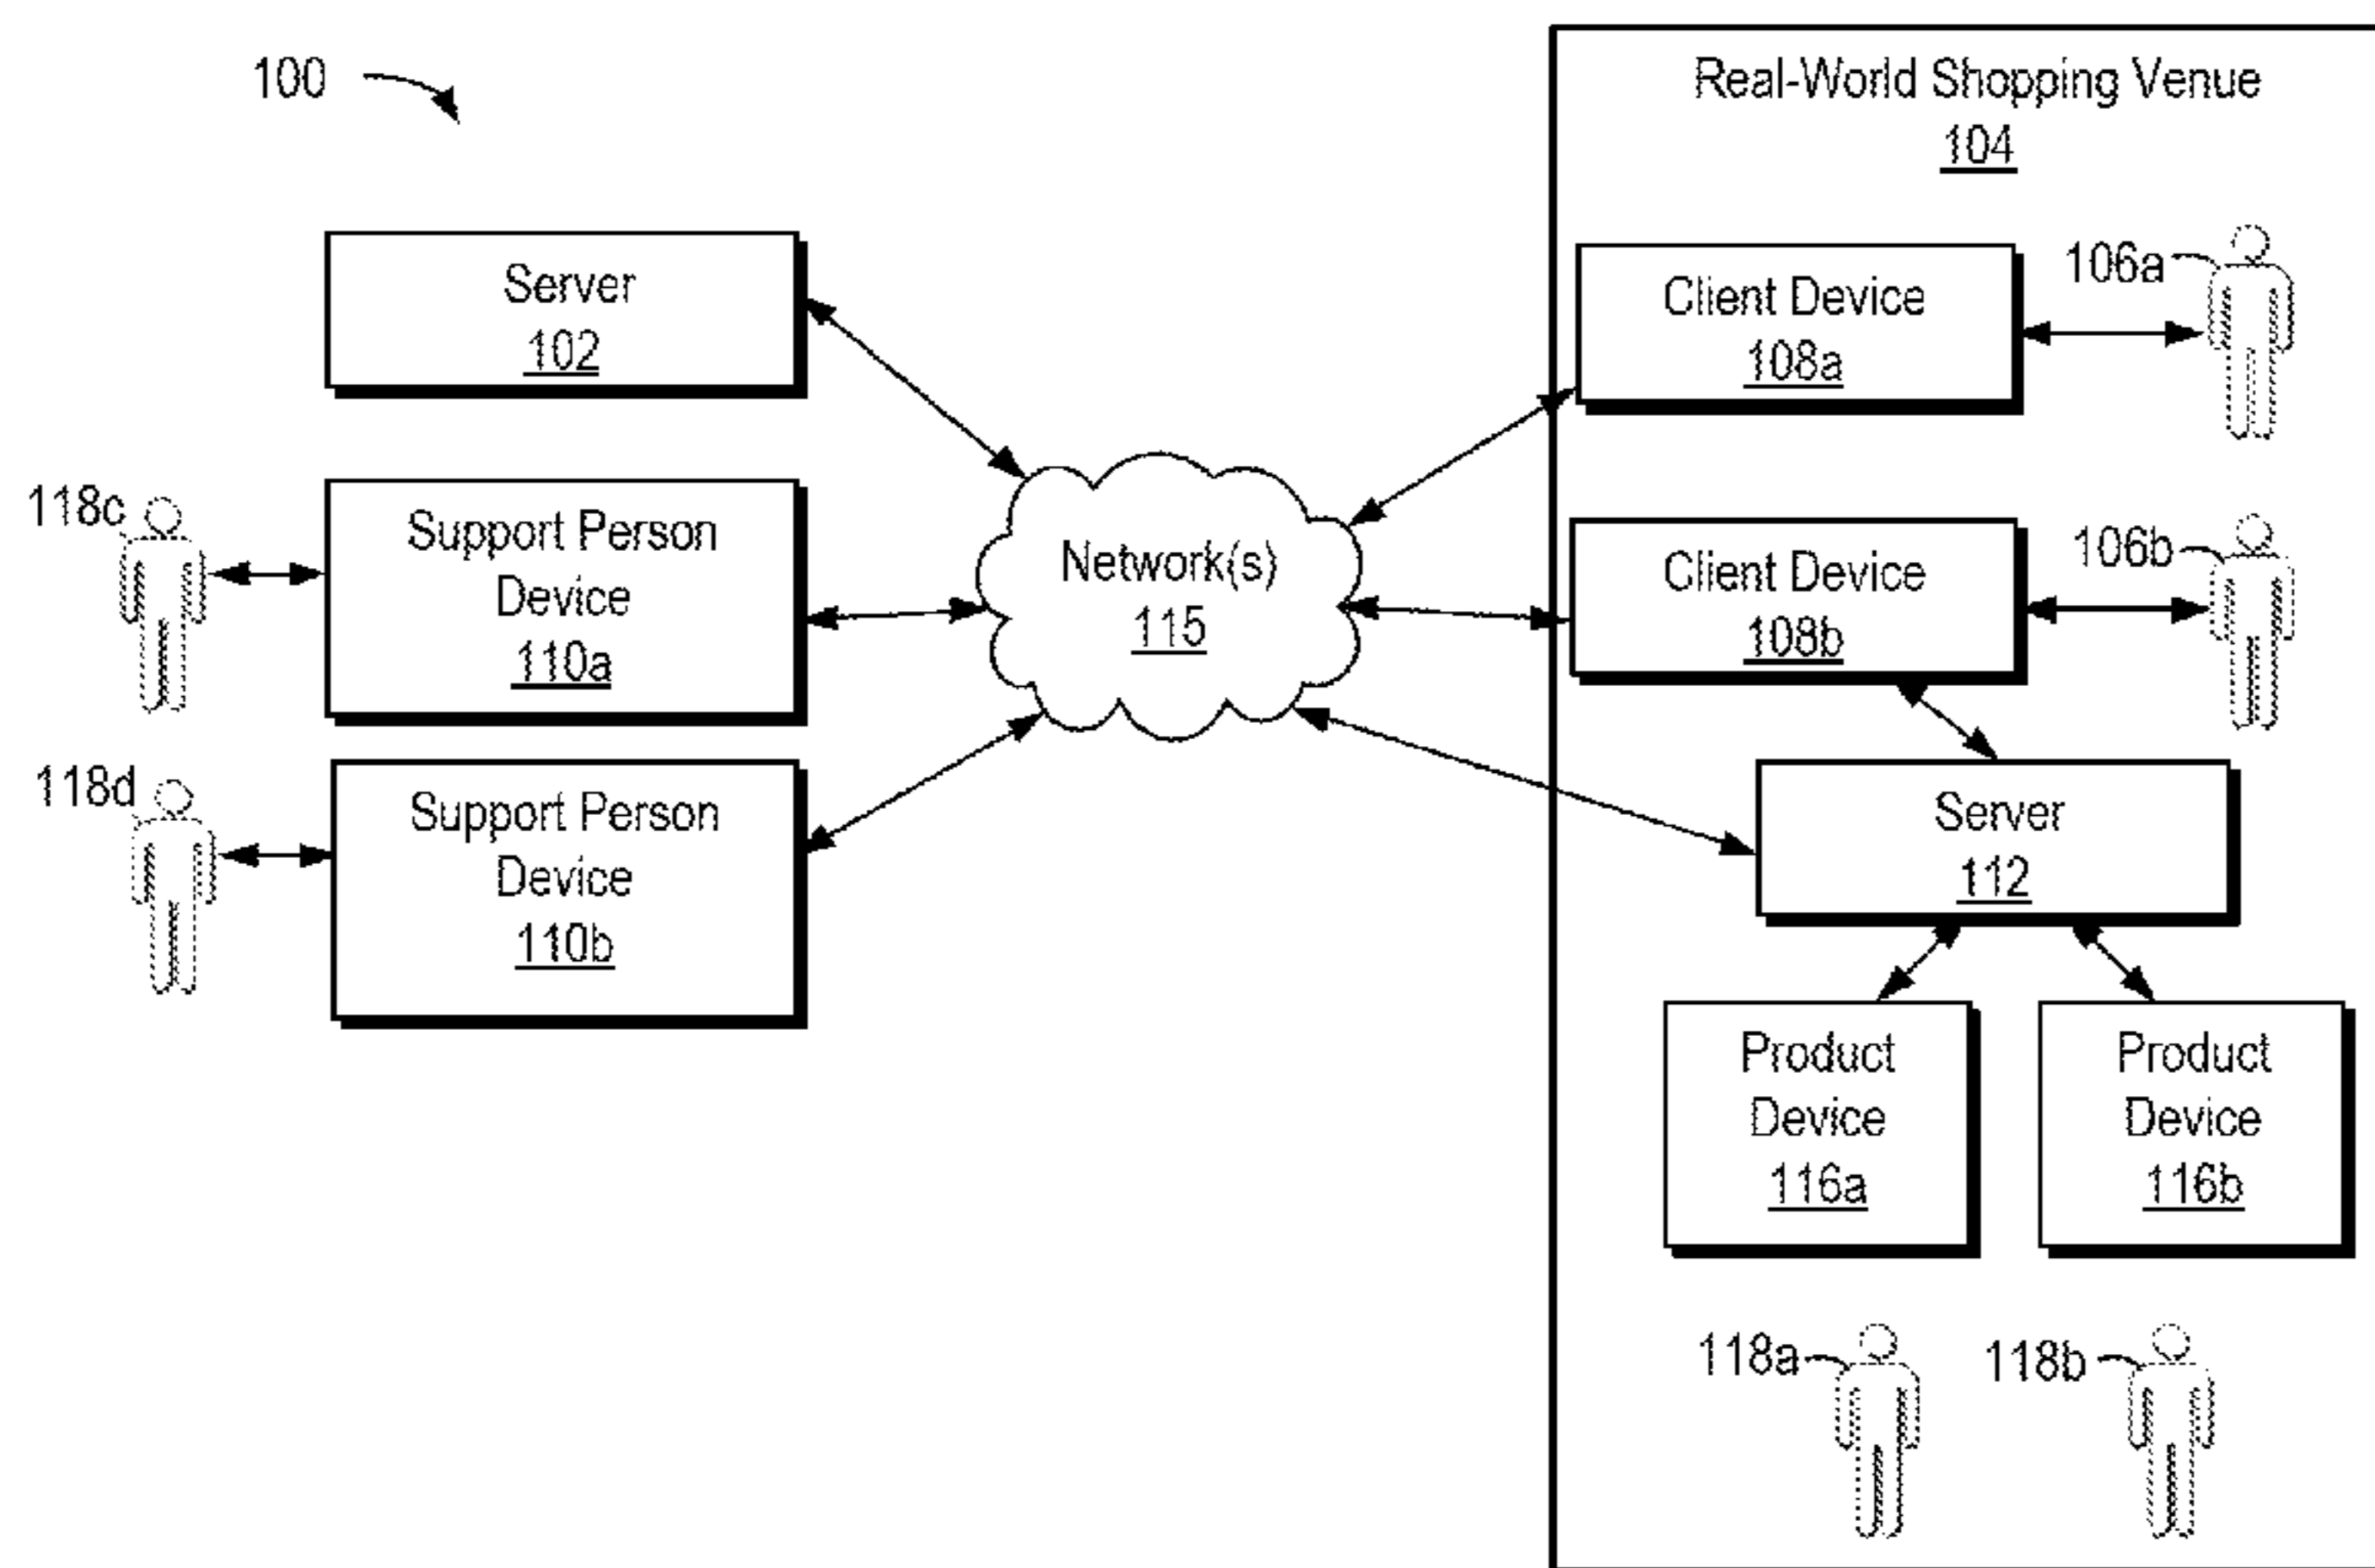 100
Real-World Shopping Venue
104
Server
102
Client Device
108a
106a
118c
Support Person
Device
110a
Network(s)
115
Client Device
108b
106b
118d
Support Person
Device
110b
Server
112
Product
Device
116a
Product
Device
116b
118a
118b